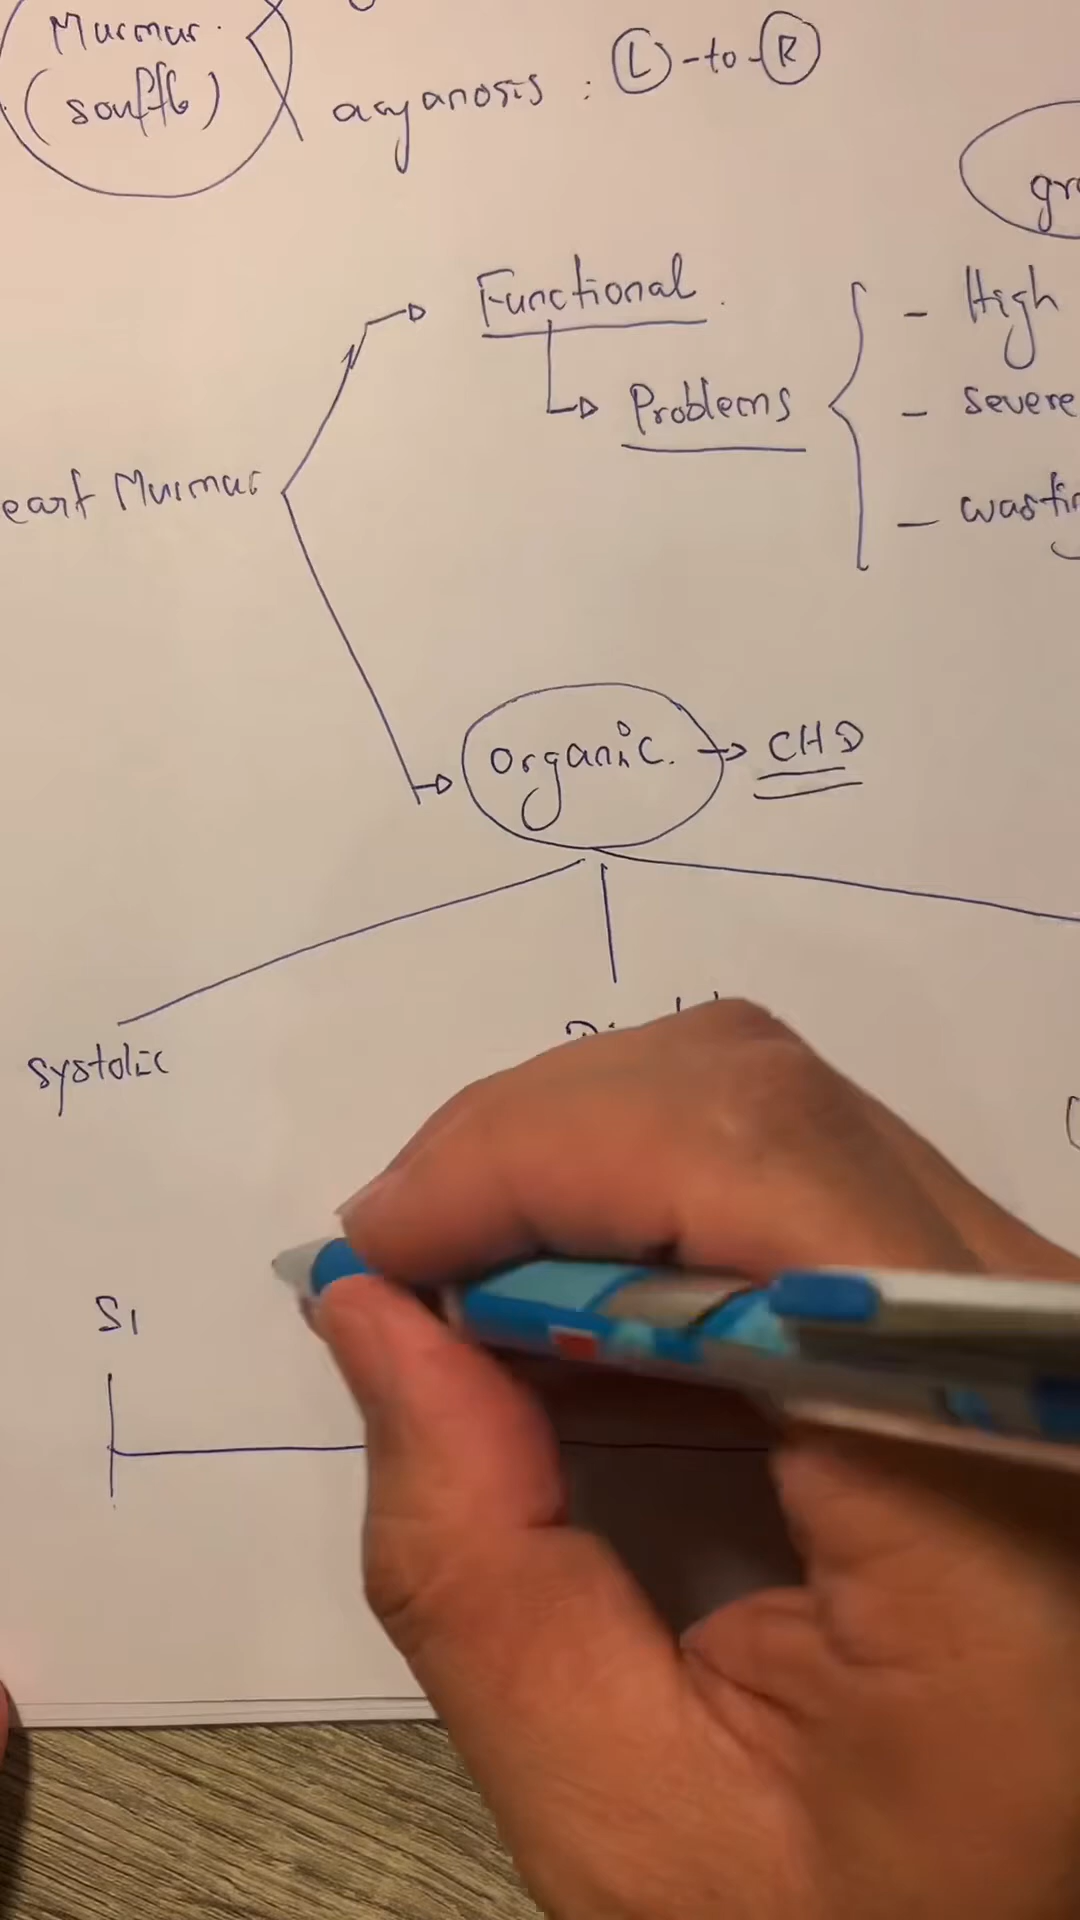 Murmur.
(souffle)
acyanosis : L-to-R
Functional
- High
Problems
- severe
eart Murmur
organic. → CHD
systolic
S1